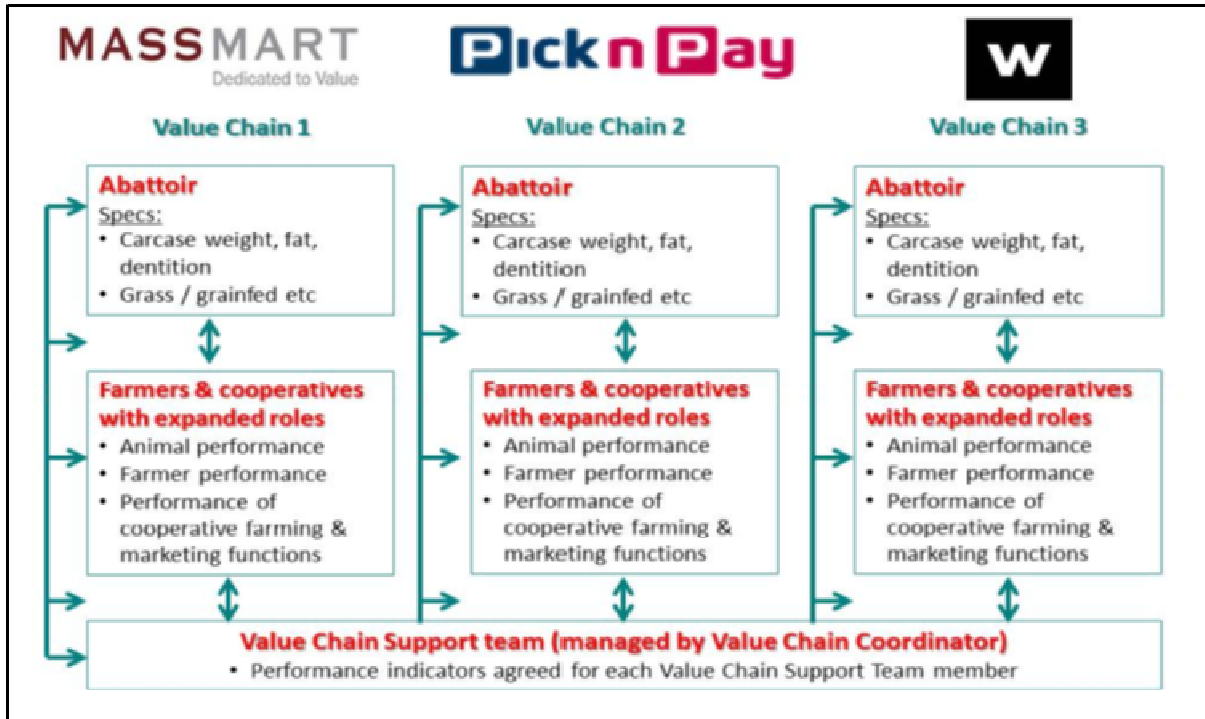 MASSMART
Dedicated to Value
Pick n Pay
W
Value Chain 1
Value Chain 2
Value Chain 3
Abattoir
Specs:
• Carcase weight, fat,
dentition
• Grass / grainfed etc
Abattoir
Specs:
• Carcase weight, fat,
dentition
• Grass / grainfed etc
Abattoir
Specs:
• Carcase weight, fat,
dentition
• Grass / grainfed etc
Farmers & cooperatives
with expanded roles
• Animal performance
• Farmer performance
• Performance of
cooperative farming &
marketing functions
Farmers & cooperatives
with expanded roles
• Animal performance
• Farmer performance
• Performance of
cooperative farming &
marketing functions
Farmers & cooperatives
with expanded roles
• Animal performance
• Farmer performance
• Performance of
cooperative farming &
marketing functions
Value Chain Support team (managed by Value Chain Coordinator)
• Performance indicators agreed for each Value Chain Support Team member